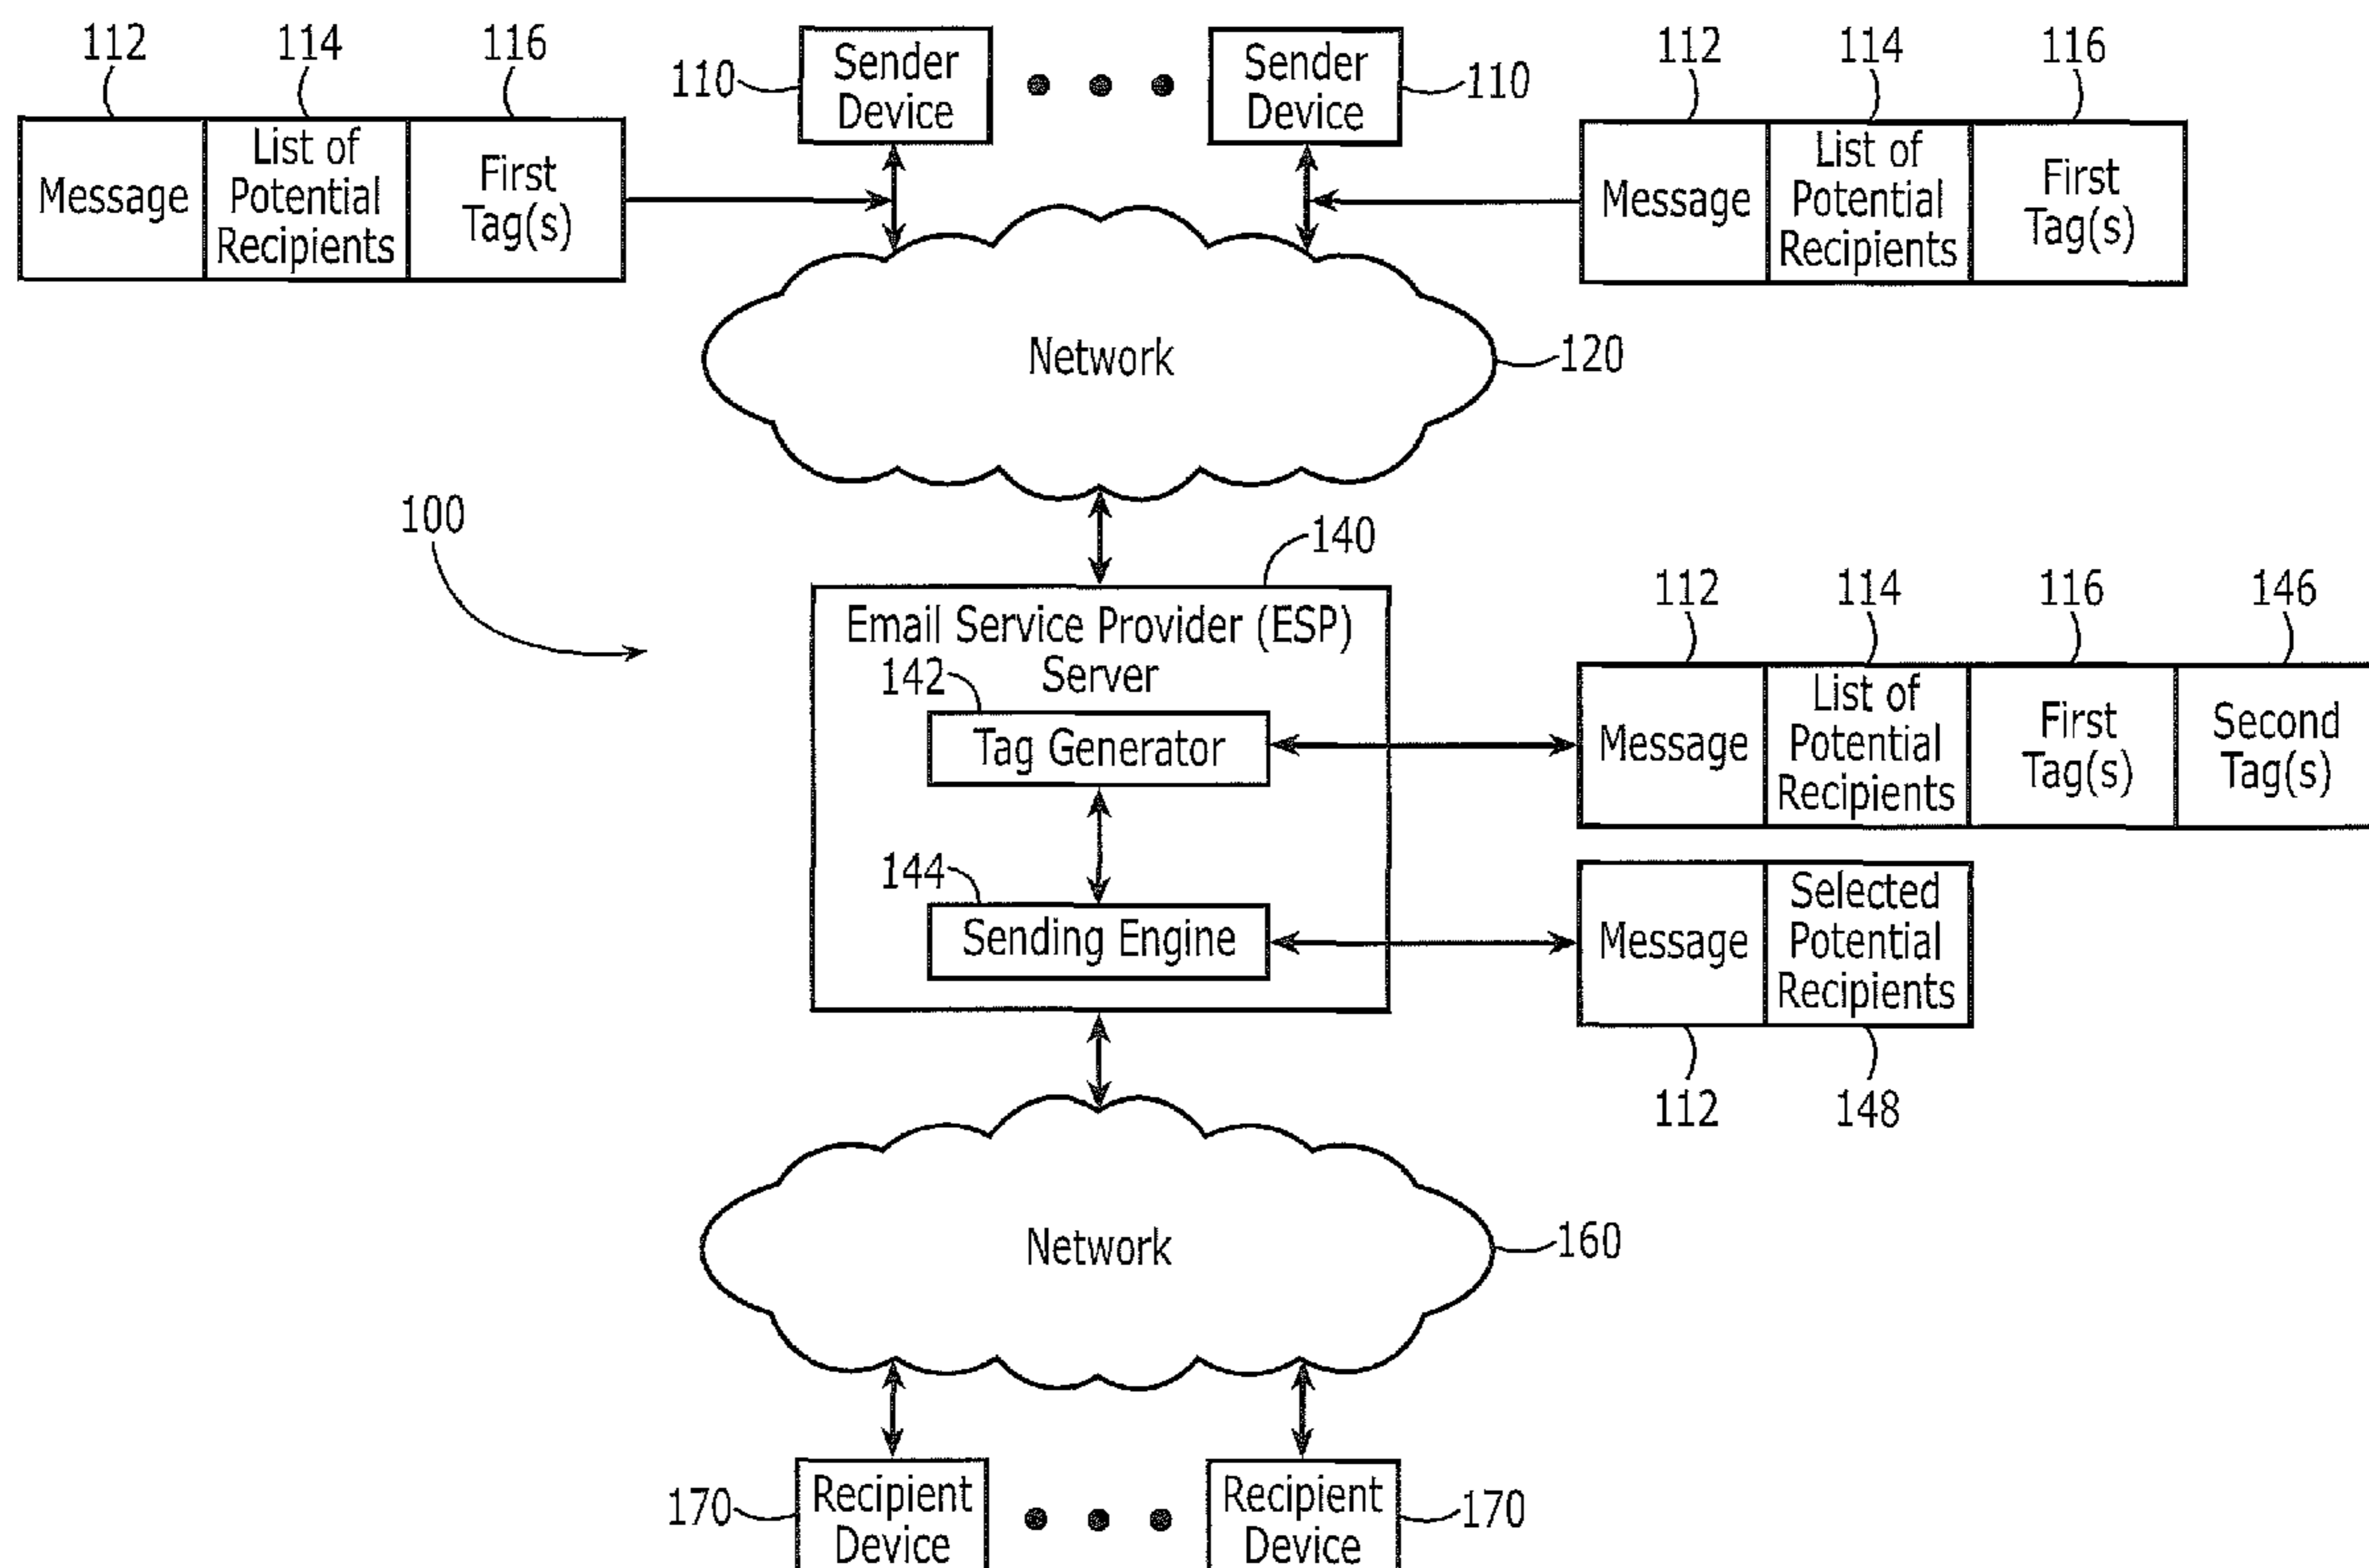 112
114
116
110
Sender
Device
Sender
Device
110
112
114
116
Message
List of
Potential
Recipients
First
Tag(s)
Message
List of
Potential
Recipients
First
Tag(s)
Network
120
100
140
Email Service Provider (ESP)
Server
142
Tag Generator
144
Sending Engine
112
114
116
146
Message
List of
Potential
Recipients
First
Tag(s)
Second
Tag(s)
Message
Selected
Potential
Recipients
112
148
Network
160
170
Recipient
Device
Recipient
Device
170